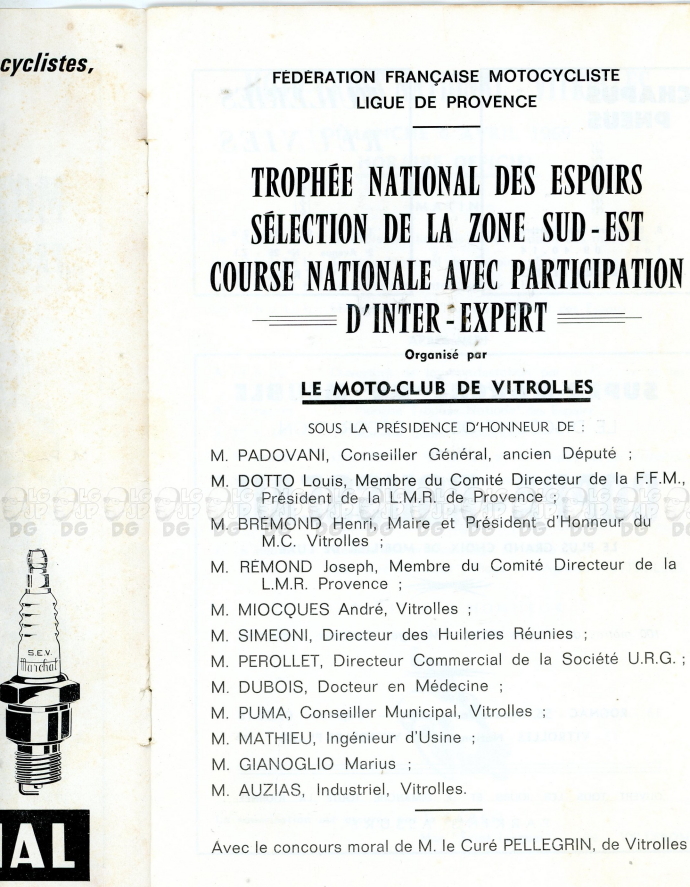 cyclistes,
S.E.V.
Marchal
FÉDÉRATION FRANÇAISE MOTOCYCLISTE
LIGUE DE PROVENCE
TROPHÉE NATIONAL DES ESPOIRS
SÉLECTION DE LA ZONE SUD-EST
COURSE NATIONALE AVEC PARTICIPATION
D'INTER-EXPERT
Organisé par
LE MOTO-CLUB DE VITROLLES
SOUS LA PRÉSIDENCE D'HONNEUR DE :
M. PADOVANI, Conseiller Général, ancien Député ;
M. DOTTO Louis, Membre du Comité Directeur de la F.F.M.,
Président de la L.M.R. de Provence ;
M. BRÉMOND Henri, Maire et Président d'Honneur du
M.C. Vitrolles ;
M. RÉMOND Joseph, Membre du Comité Directeur de la
L.M.R. Provence ;
M. MIOCQUES André, Vitrolles ;
M. SIMEONI, Directeur des Huileries Réunies ;
M. PEROLLET, Directeur Commercial de la Société U.R.G. ;
M. DUBOIS, Docteur en Médecine ;
M. PUMA, Conseiller Municipal, Vitrolles ;
M. MATHIEU, Ingénieur d'Usine ;
M. GIANOGLIO Marius ;
M. AUZIAS, Industriel, Vitrolles.
Avec le concours moral de M. le Curé PELLEGRIN, de Vitrolles